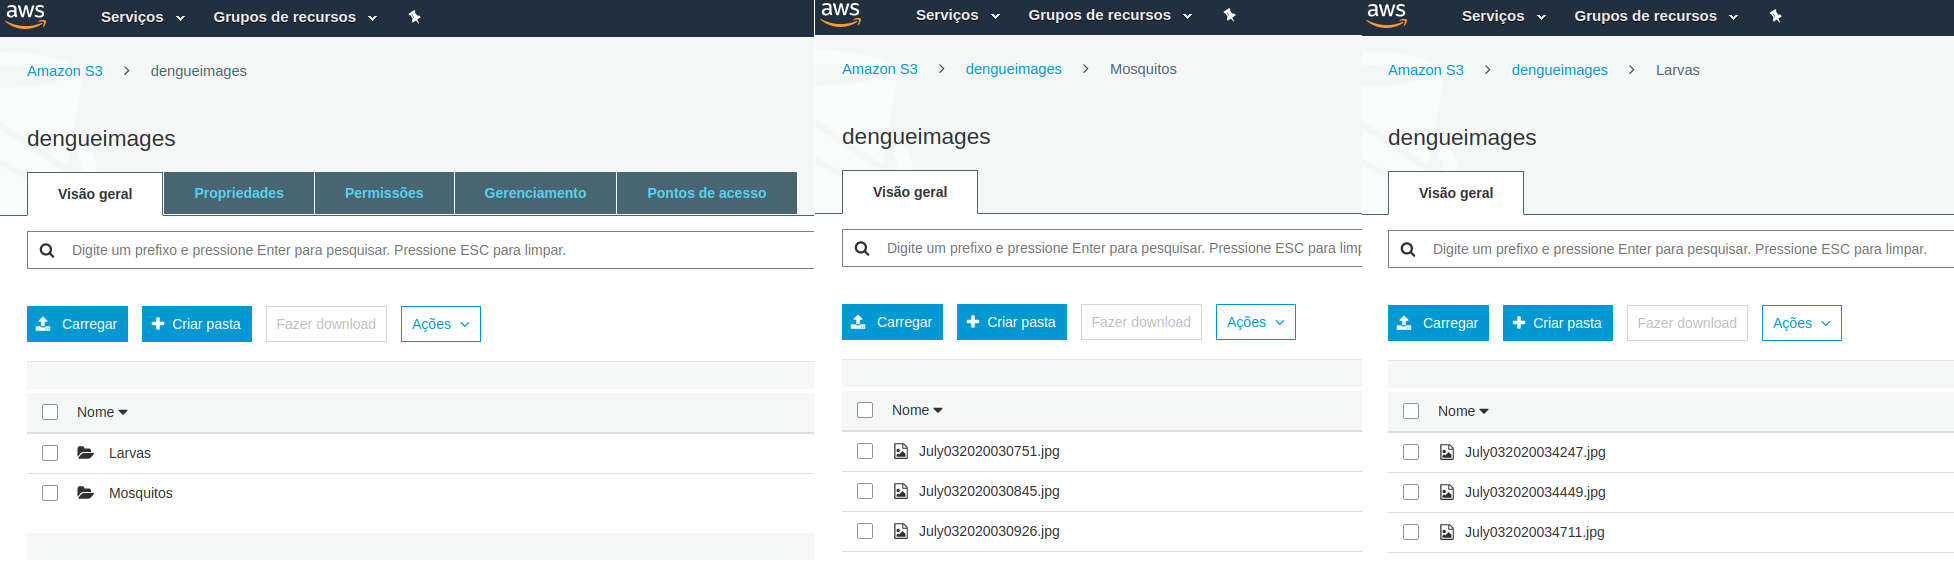 aws Serviços Grupos de recursos
Amazon S3 > dengueimages
dengueimages
Visão geral Propriedades Permissões Gerenciamento Pontos de acesso
Digite um prefixo e pressione Enter para pesquisar. Pressione ESC para limpar.
Carregar Criar pasta Fazer download Ações
Nome
Larvas
Mosquitos
aws Serviços Grupos de recursos
Amazon S3 > dengueimages > Mosquitos
dengueimages
Visão geral
Digite um prefixo e pressione Enter para pesquisar. Pressione ESC para limp
Carregar Criar pasta Fazer download Ações
Nome
July032020030751.jpg
July032020030845.jpg
July032020030926.jpg
aws Serviços Grupos de recursos
Amazon S3 > dengueimages > Larvas
dengueimages
Visão geral
Digite um prefixo e pressione Enter para pesquisar. Pressione ESC para limpar.
Carregar Criar pasta Fazer download Ações
Nome
July032020034247.jpg
July032020034449.jpg
July032020034711.jpg